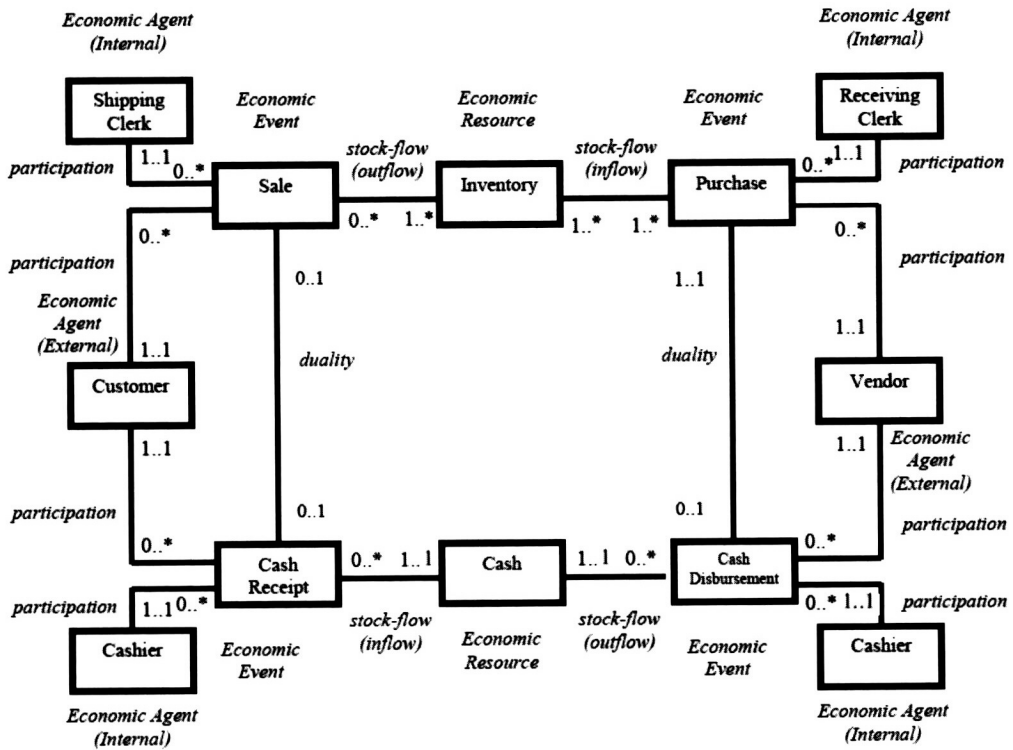 Economic Agent
(Internal)
Economic Agent
(Internal)
Shipping
Clerk
Economic
Event
Economic
Resource
Economic
Event
Receiving
Clerk
participation
1..1
0..*
stock-flow
(outflow)
stock-flow
(inflow)
0..*
1..1
participation
Sale
Inventory
Purchase
0..*
1..*
1..*
1..*
0..*
0..*
participation
participation
0..1
1..1
Economic
Agent
(External)
1..1
duality
duality
1..1
Customer
Vendor
1..1
1..1
Economic
Agent
(External)
participation
0..1
0..1
participation
0..*
0..*
Cash
Receipt
0..*
1..1
Cash
1..1
0..*
Cash
Disbursement
participation
1..1
0..*
stock-flow
(inflow)
stock-flow
(outflow)
0..*
1..1
participation
Cashier
Economic
Event
Economic
Resource
Economic
Event
Cashier
Economic Agent
(Internal)
Economic Agent
(Internal)